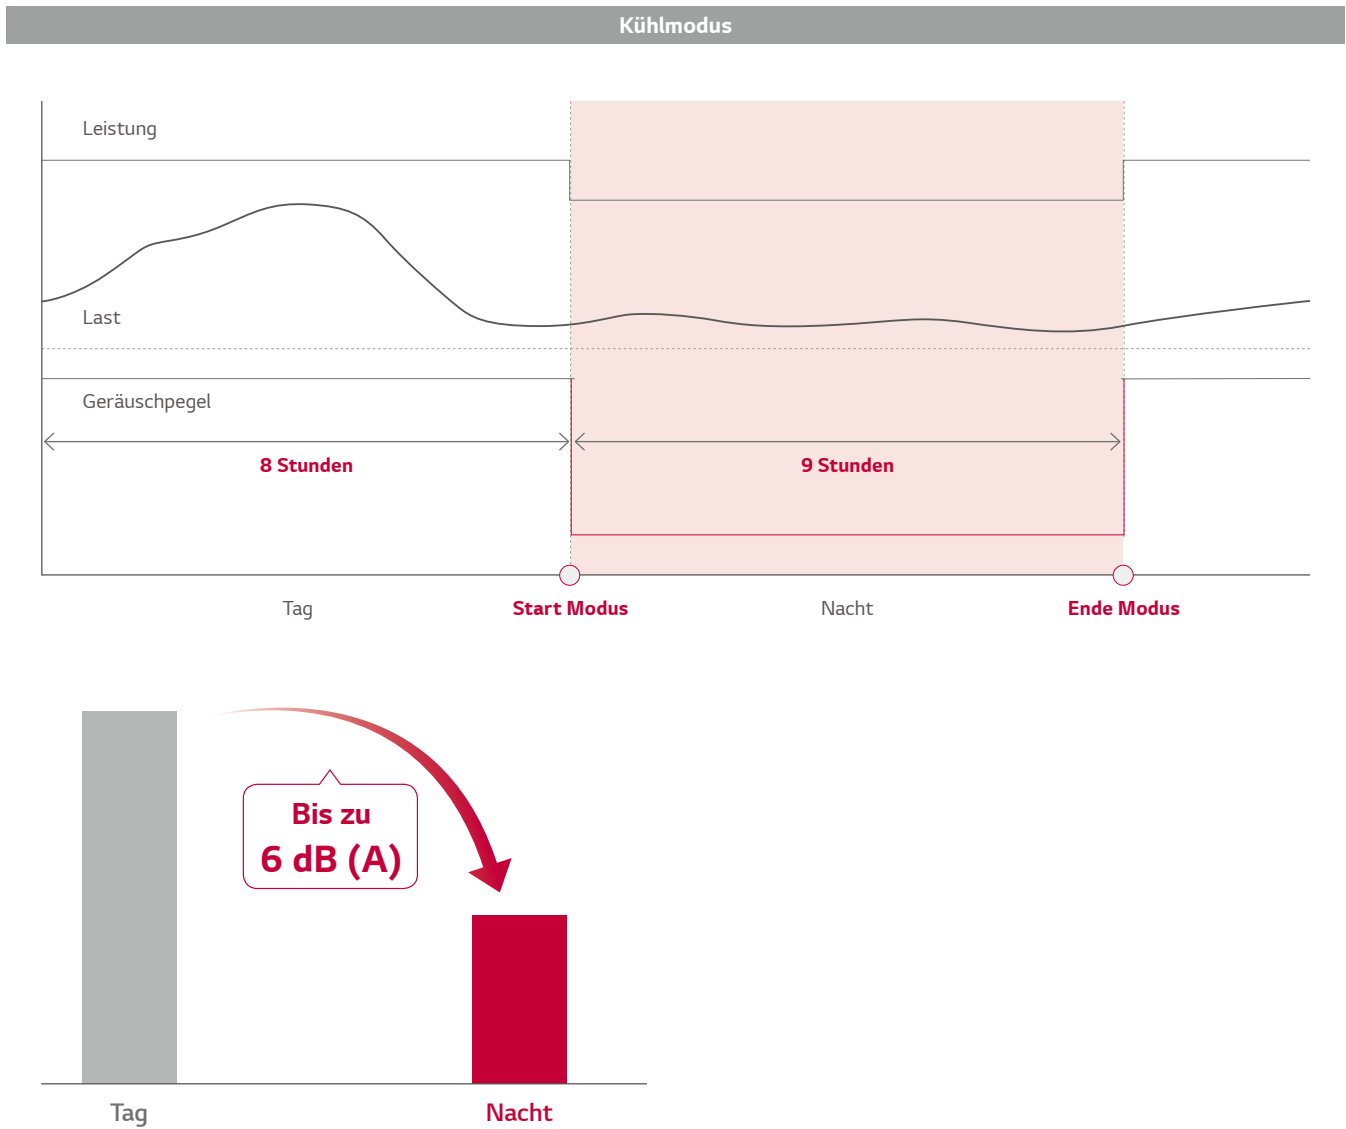 Kühlmodus
Leistung
Last
Geräuschpegel
8 Stunden
9 Stunden
Tag
Start Modus
Nacht
Ende Modus
Bis zu
6 dB (A)
Tag
Nacht